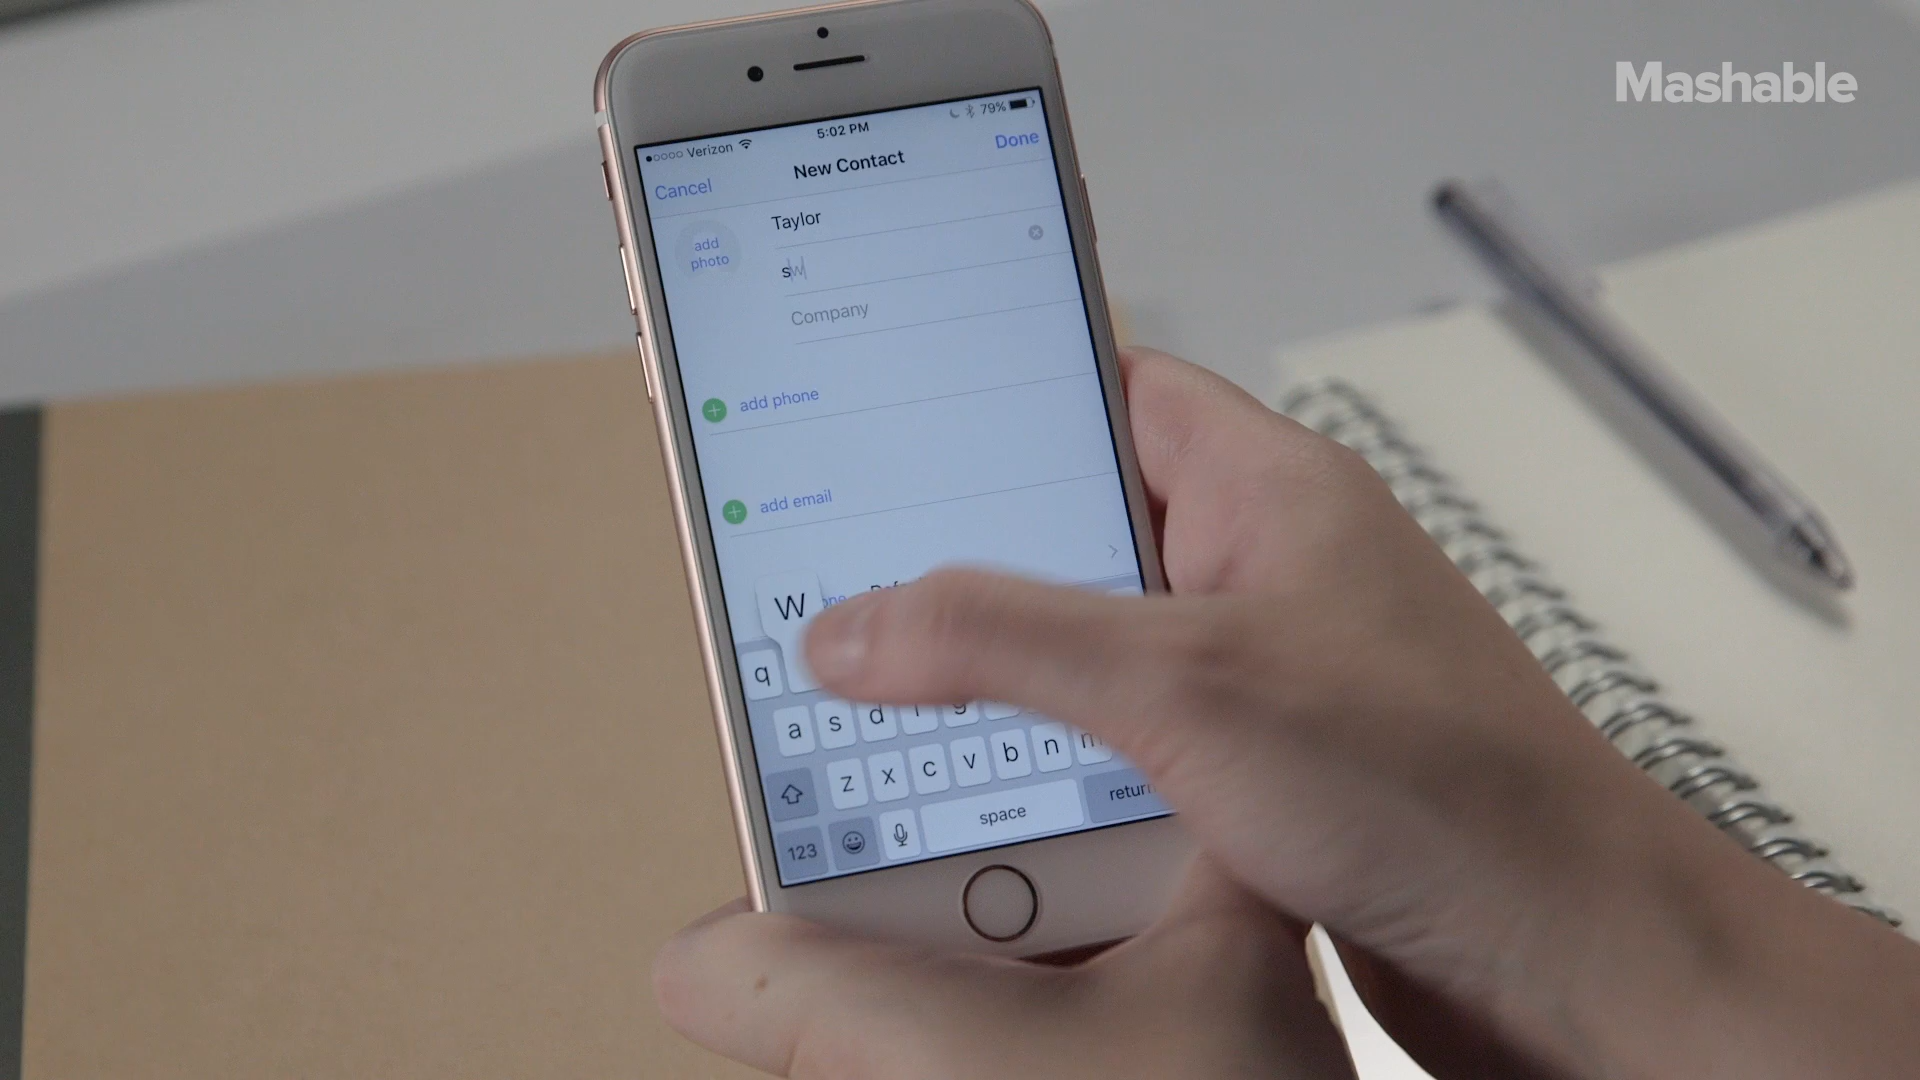 Mashable
Verizon 5:02 PM 79%
Cancel New Contact Done
add photo
Taylor
sw
Company
add phone
add email
W
q
a s d f g
z x c v b n m
123 space return